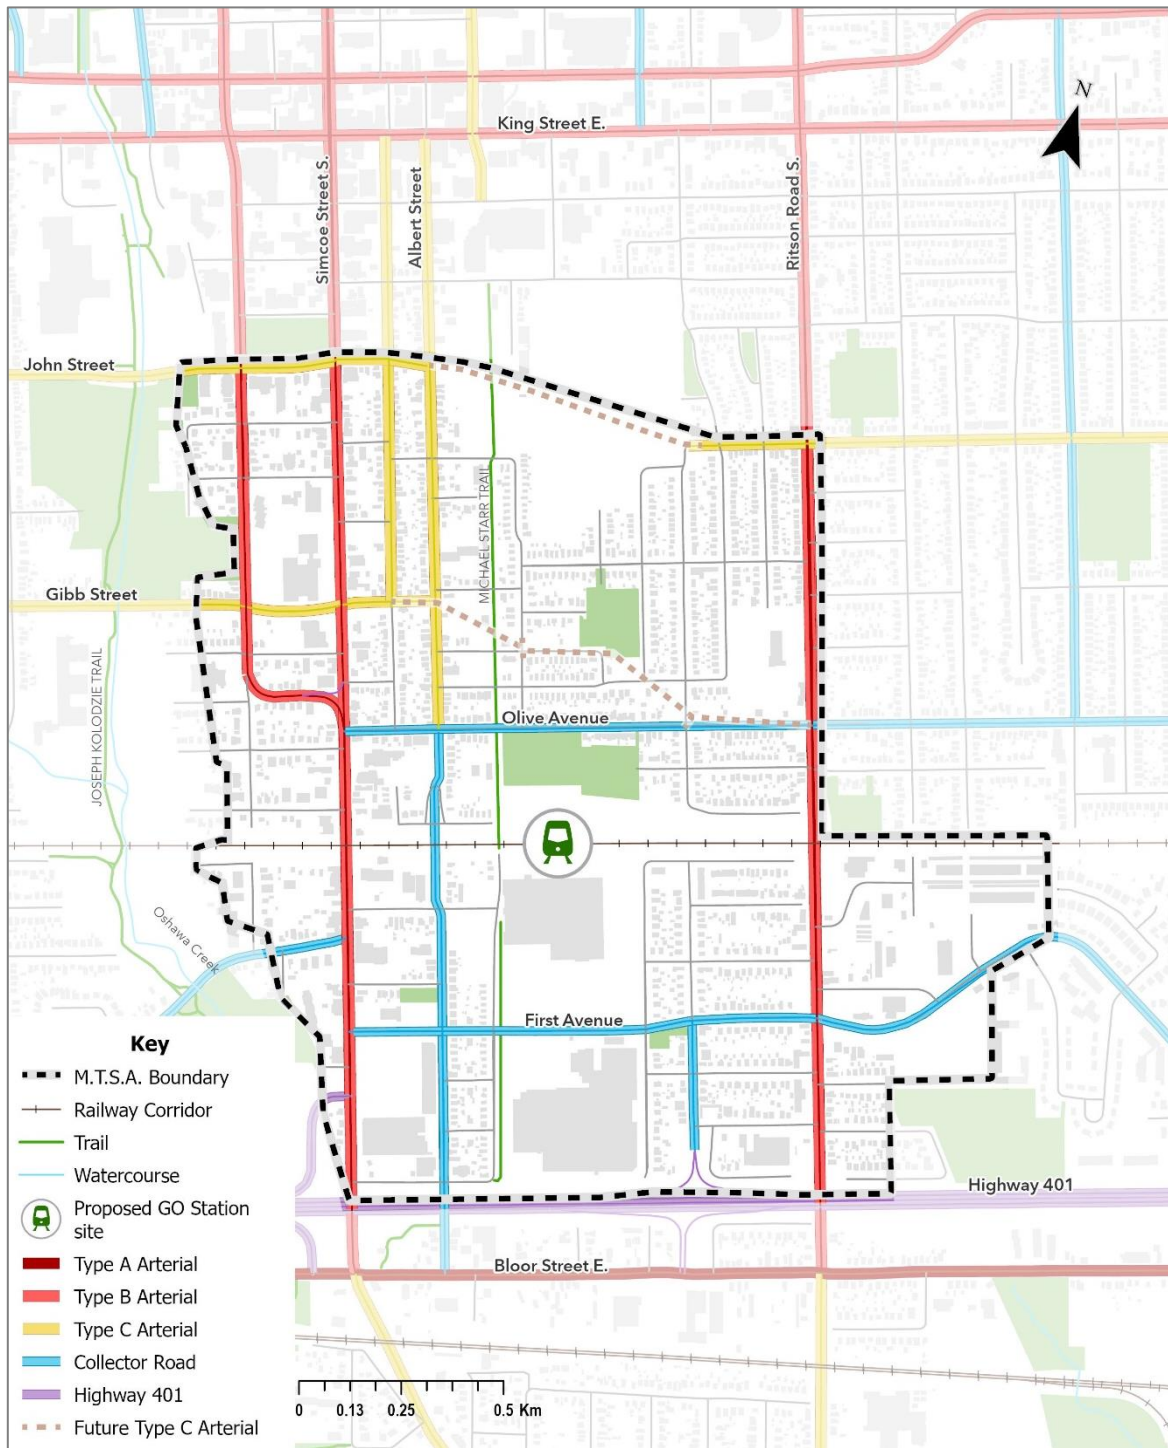 N
King Street E.
Simcoe Street S.
Albert Street
Ritson Road S.
John Street
MICHAEL STARR TRAIL
Gibb Street
JOSEPH KOLODZIE TRAIL
Olive Avenue
Oshawa Creek
First Avenue
Highway 401
Bloor Street E.
Key
M.T.S.A. Boundary
Railway Corridor
Trail
Watercourse
Proposed GO Station
site
Type A Arterial
Type B Arterial
Type C Arterial
Collector Road
Highway 401
Future Type C Arterial
0 0.13 0.25 0.5 Km